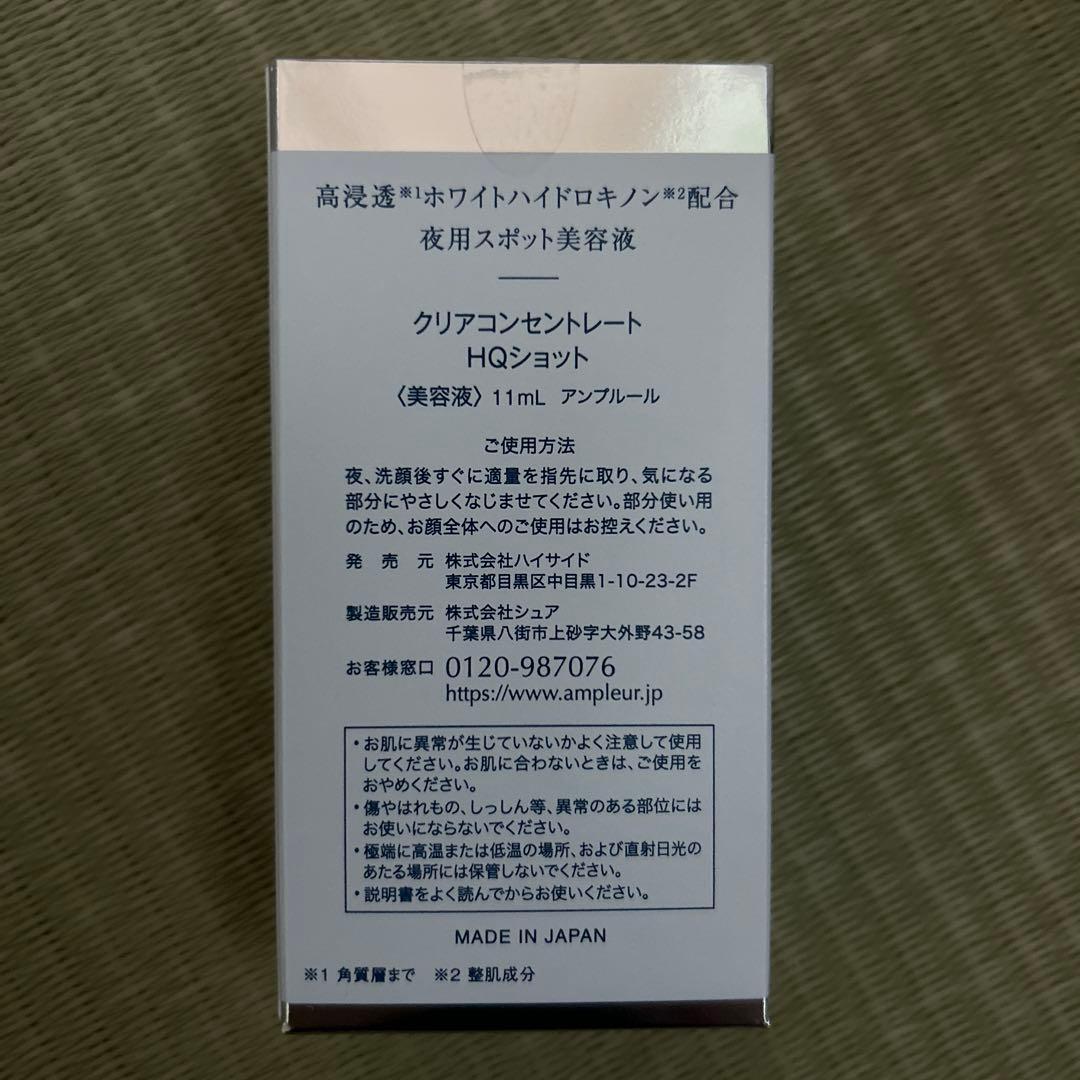 高浸透※1ホワイトハイドロキノン※2配合
夜用スポット美容液
クリアコンセントレート
HQショット
〈美容液〉 11mL アンプルール
ご使用方法
夜、洗顔後すぐに適量を指先に取り、気になる
部分にやさしくなじませてください。部分使い用
のため、お顔全体へのご使用はお控えください。
発売元 株式会社ハイサイド
東京都目黒区中目黒1-10-23-2F
製造販売元 株式会社シュア
千葉県八街市上砂字大外野43-58
お客様窓口 0120-987076
https://www.ampleur.jp
・お肌に異常が生じていないかよく注意して使用
してください。お肌に合わないときは、ご使用を
おやめください。
・傷やはれもの、しっしん等、異常のある部位には
お使いにならないでください。
・極端に高温または低温の場所、および直射日光の
あたる場所には保管しないでください。
・説明書をよく読んでからお使いください。
MADE IN JAPAN
※1 角質層まで ※2 整肌成分